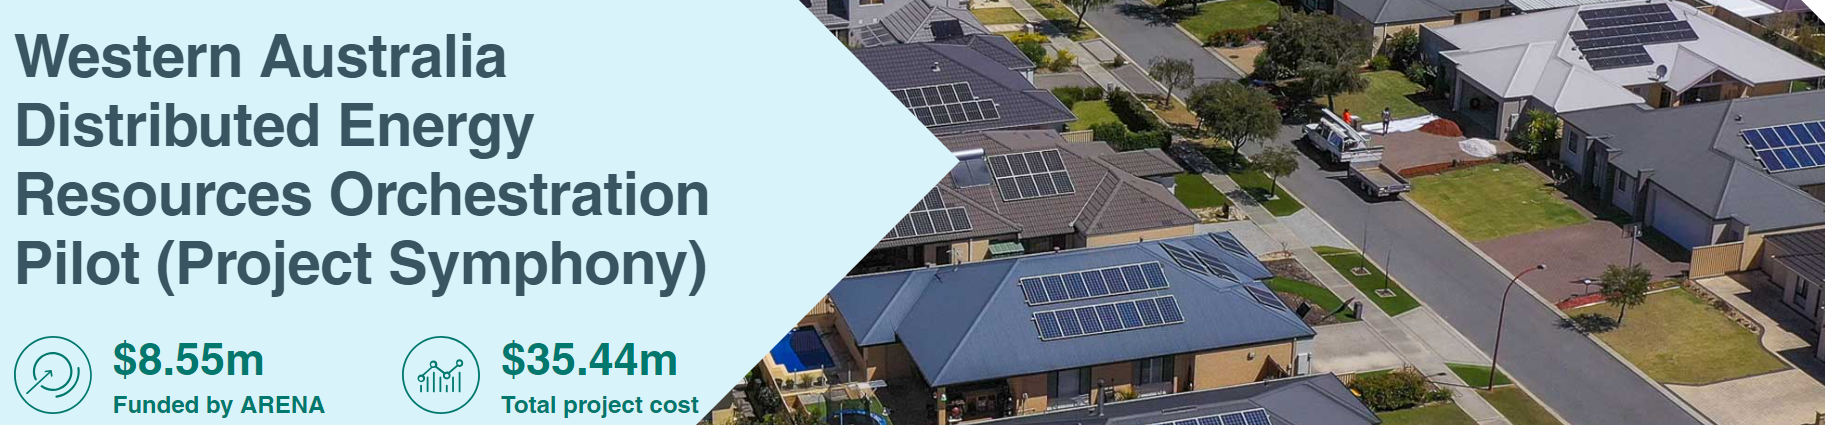 Western Australia
Distributed Energy
Resources Orchestration
Pilot (Project Symphony)
$8.55m
Funded by ARENA
$35.44m
Total project cost